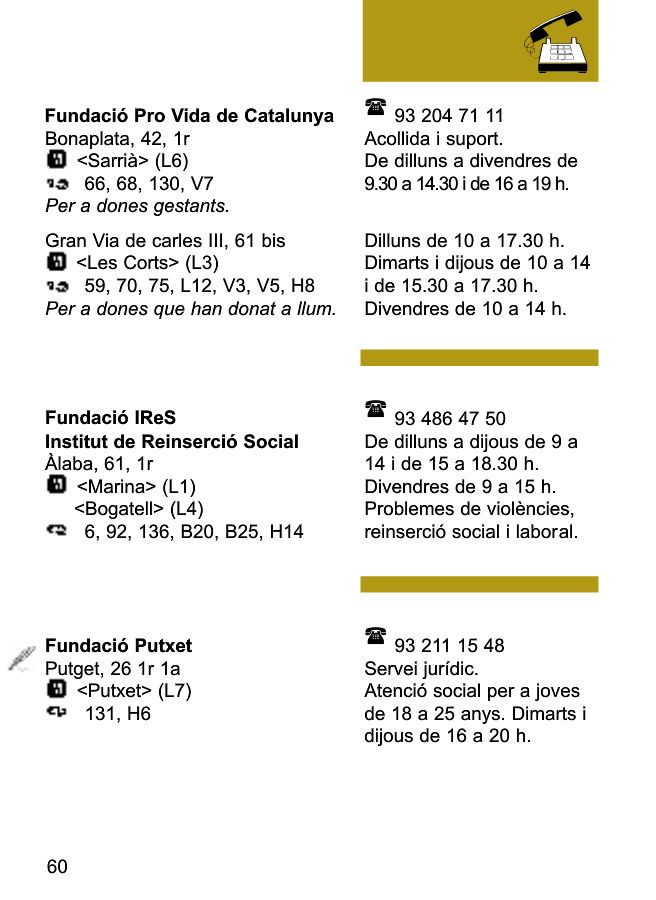 Fundació Pro Vida de Catalunya
Bonaplata, 42, 1r
<Sarrià> (L6)
66, 68, 130, V7
Per a dones gestants.
93 204 71 11
Acollida i suport.
De dilluns a divendres de
9.30 a 14.30 i de 16 a 19 h.
Gran Via de carles III, 61 bis
<Les Corts> (L3)
59, 70, 75, L12, V3, V5, H8
Per a dones que han donat a llum.
Dilluns de 10 a 17.30 h.
Dimarts i dijous de 10 a 14
i de 15.30 a 17.30 h.
Divendres de 10 a 14 h.
Fundació IReS
Institut de Reinserció Social
Àlaba, 61, 1r
<Marina> (L1)
<Bogatell> (L4)
6, 92, 136, B20, B25, H14
93 486 47 50
De dilluns a dijous de 9 a
14 i de 15 a 18.30 h.
Divendres de 9 a 15 h.
Problemes de violències,
reinserció social i laboral.
Fundació Putxet
Putget, 26 1r 1a
<Putxet> (L7)
131, H6
93 211 15 48
Servei jurídic.
Atenció social per a joves
de 18 a 25 anys. Dimarts i
dijous de 16 a 20 h.
60